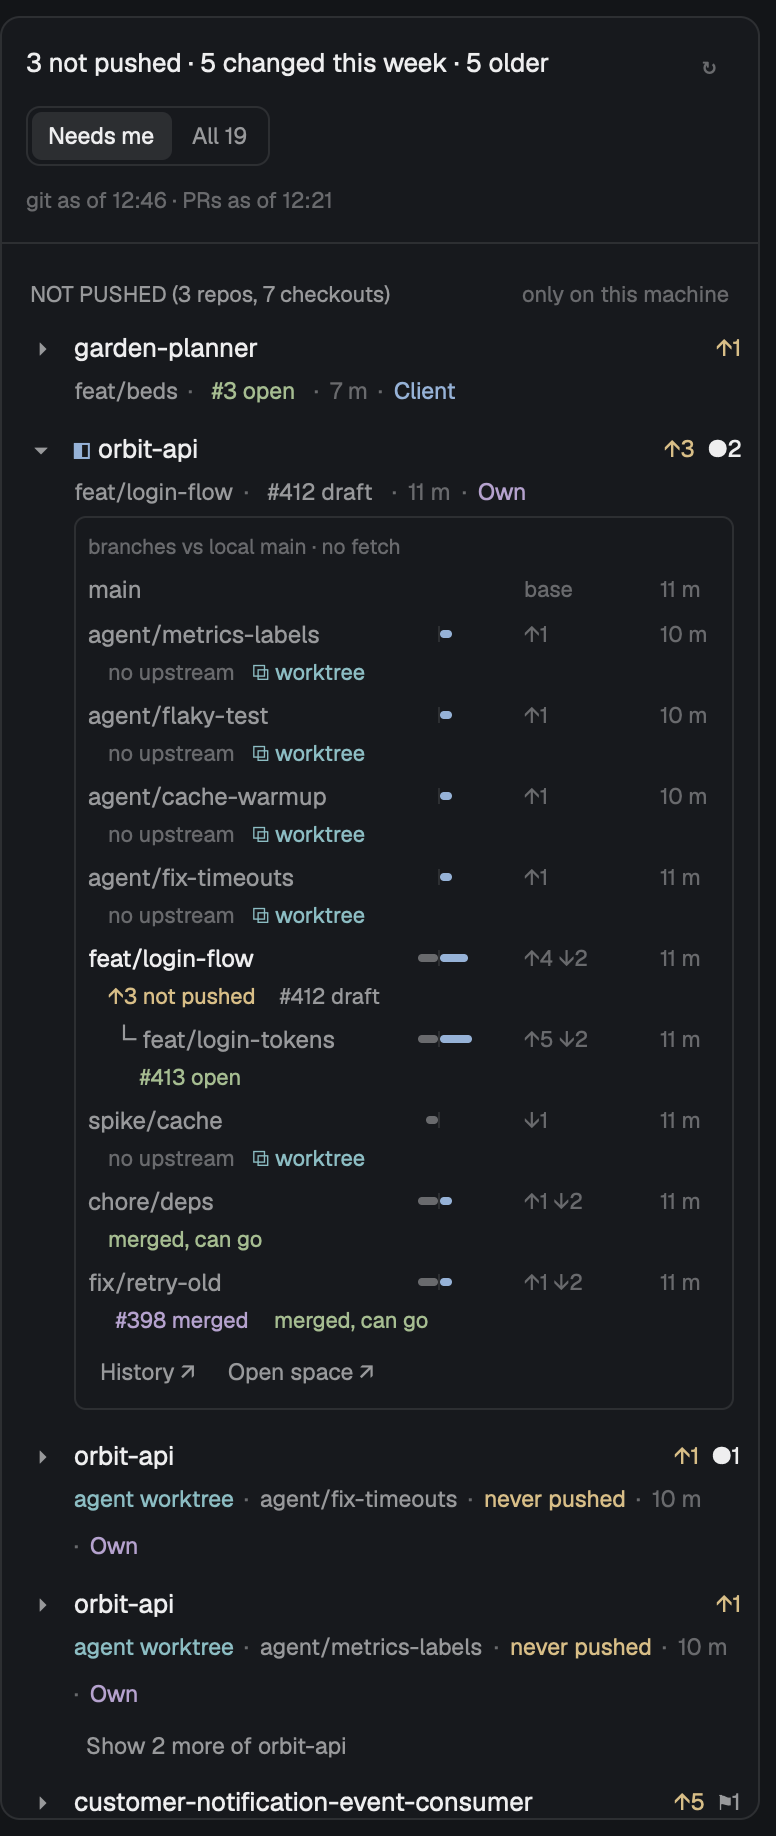 3 not pushed · 5 changed this week · 5 older ↻
Needs me All 19
git as of 12:46 · PRs as of 12:21
NOT PUSHED (3 repos, 7 checkouts) only on this machine
garden-planner ↑1
feat/beds · #3 open · 7 m · Client
orbit-api ↑3 ●2
feat/login-flow · #412 draft · 11 m · Own
branches vs local main · no fetch
main base 11 m
agent/metrics-labels ↑1 10 m
no upstream worktree
agent/flaky-test ↑1 10 m
no upstream worktree
agent/cache-warmup ↑1 10 m
no upstream worktree
agent/fix-timeouts ↑1 11 m
no upstream worktree
feat/login-flow ↑4 ↓2 11 m
↑3 not pushed #412 draft
└ feat/login-tokens ↑5 ↓2 11 m
#413 open
spike/cache ↓1 11 m
no upstream worktree
chore/deps ↑1 ↓2 11 m
merged, can go
fix/retry-old ↑1 ↓2 11 m
#398 merged merged, can go
History ↗ Open space ↗
orbit-api ↑1 ●1
agent worktree · agent/fix-timeouts · never pushed · 10 m
· Own
orbit-api ↑1
agent worktree · agent/metrics-labels · never pushed · 10 m
· Own
Show 2 more of orbit-api
customer-notification-event-consumer ↑5 ⚑1